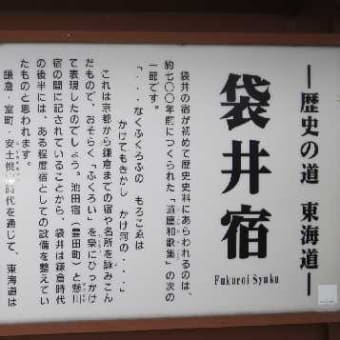 ―歴史の道 東海道―
袋井宿
Fukuroi Syuku
袋井の宿が初めて歴史史料にあらわれるのは、
約七〇〇年前につくられた「遺塵和歌集」の次の
一部です。
「・・・なくふくろふの もろこゑは
かけてもきかし かけ河の・・・」
これは京都から鎌倉までの宿や名所を詠みこん
だもので、おそらく「ふくろい」を梟にひっかけ
て表現したのでしょう。池田宿(豊田町)と懸川
宿の間に記されていることから、袋井は鎌倉時代
の後半には、ある程度宿としての設備を整えてい
たものと思われます。
鎌倉・室町・安土桃山時代を通じて、東海道は